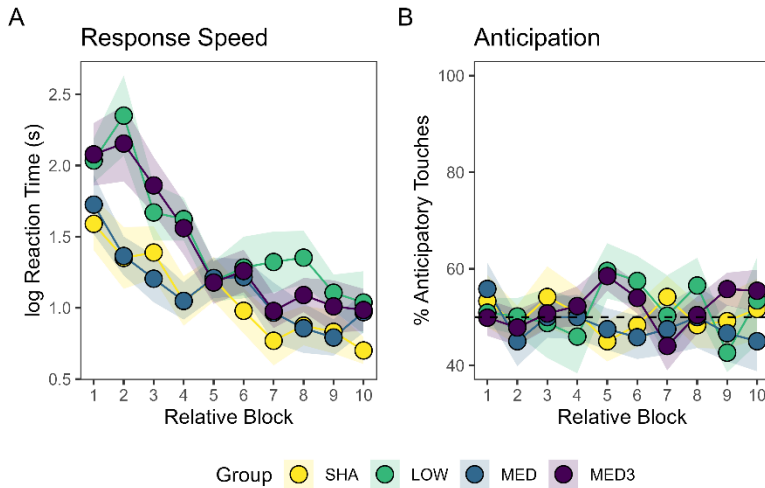 A
Response Speed
log Reaction Time (s)
2.5
2.0
1.5
1.0
0.5
1 2 3 4 5 6 7 8 9 10
Relative Block
B
Anticipation
% Anticipatory Touches
100
80
60
40
1 2 3 4 5 6 7 8 9 10
Relative Block
Group SHA LOW MED MED3